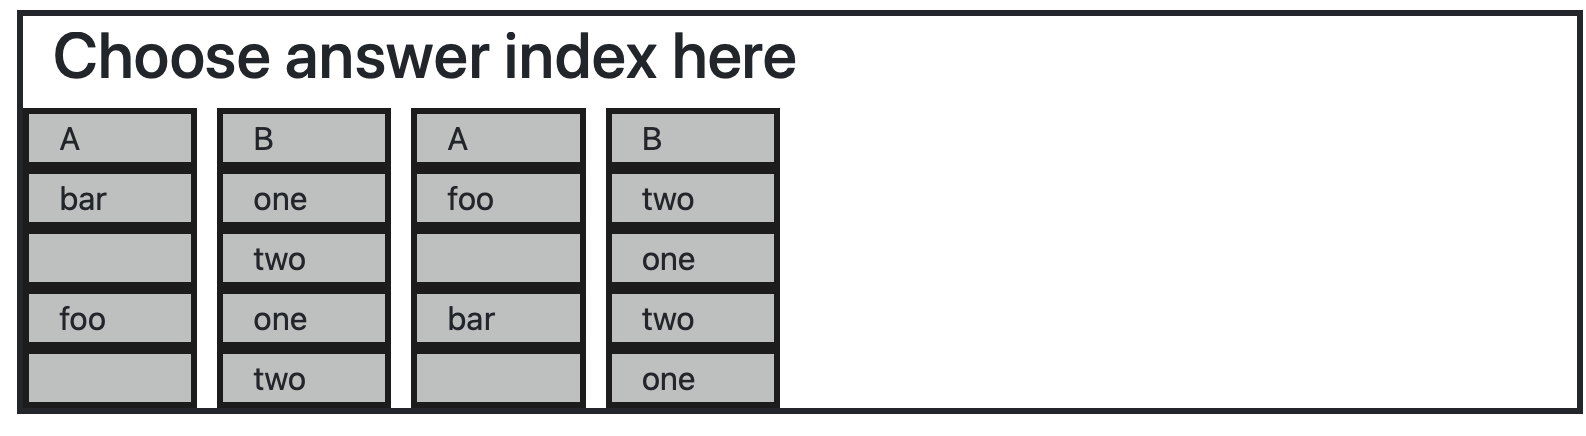 Choose answer index here
A B A B
bar one foo two
two one
foo one bar two
two one